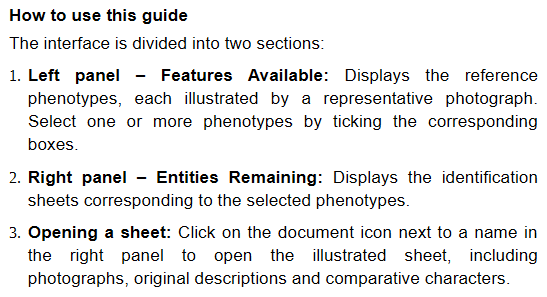 How to use this guide
The interface is divided into two sections:
1. Left panel – Features Available: Displays the reference
phenotypes, each illustrated by a representative photograph.
Select one or more phenotypes by ticking the corresponding
boxes.
2. Right panel – Entities Remaining: Displays the identification
sheets corresponding to the selected phenotypes.
3. Opening a sheet: Click on the document icon next to a name in
the right panel to open the illustrated sheet, including
photographs, original descriptions and comparative characters.